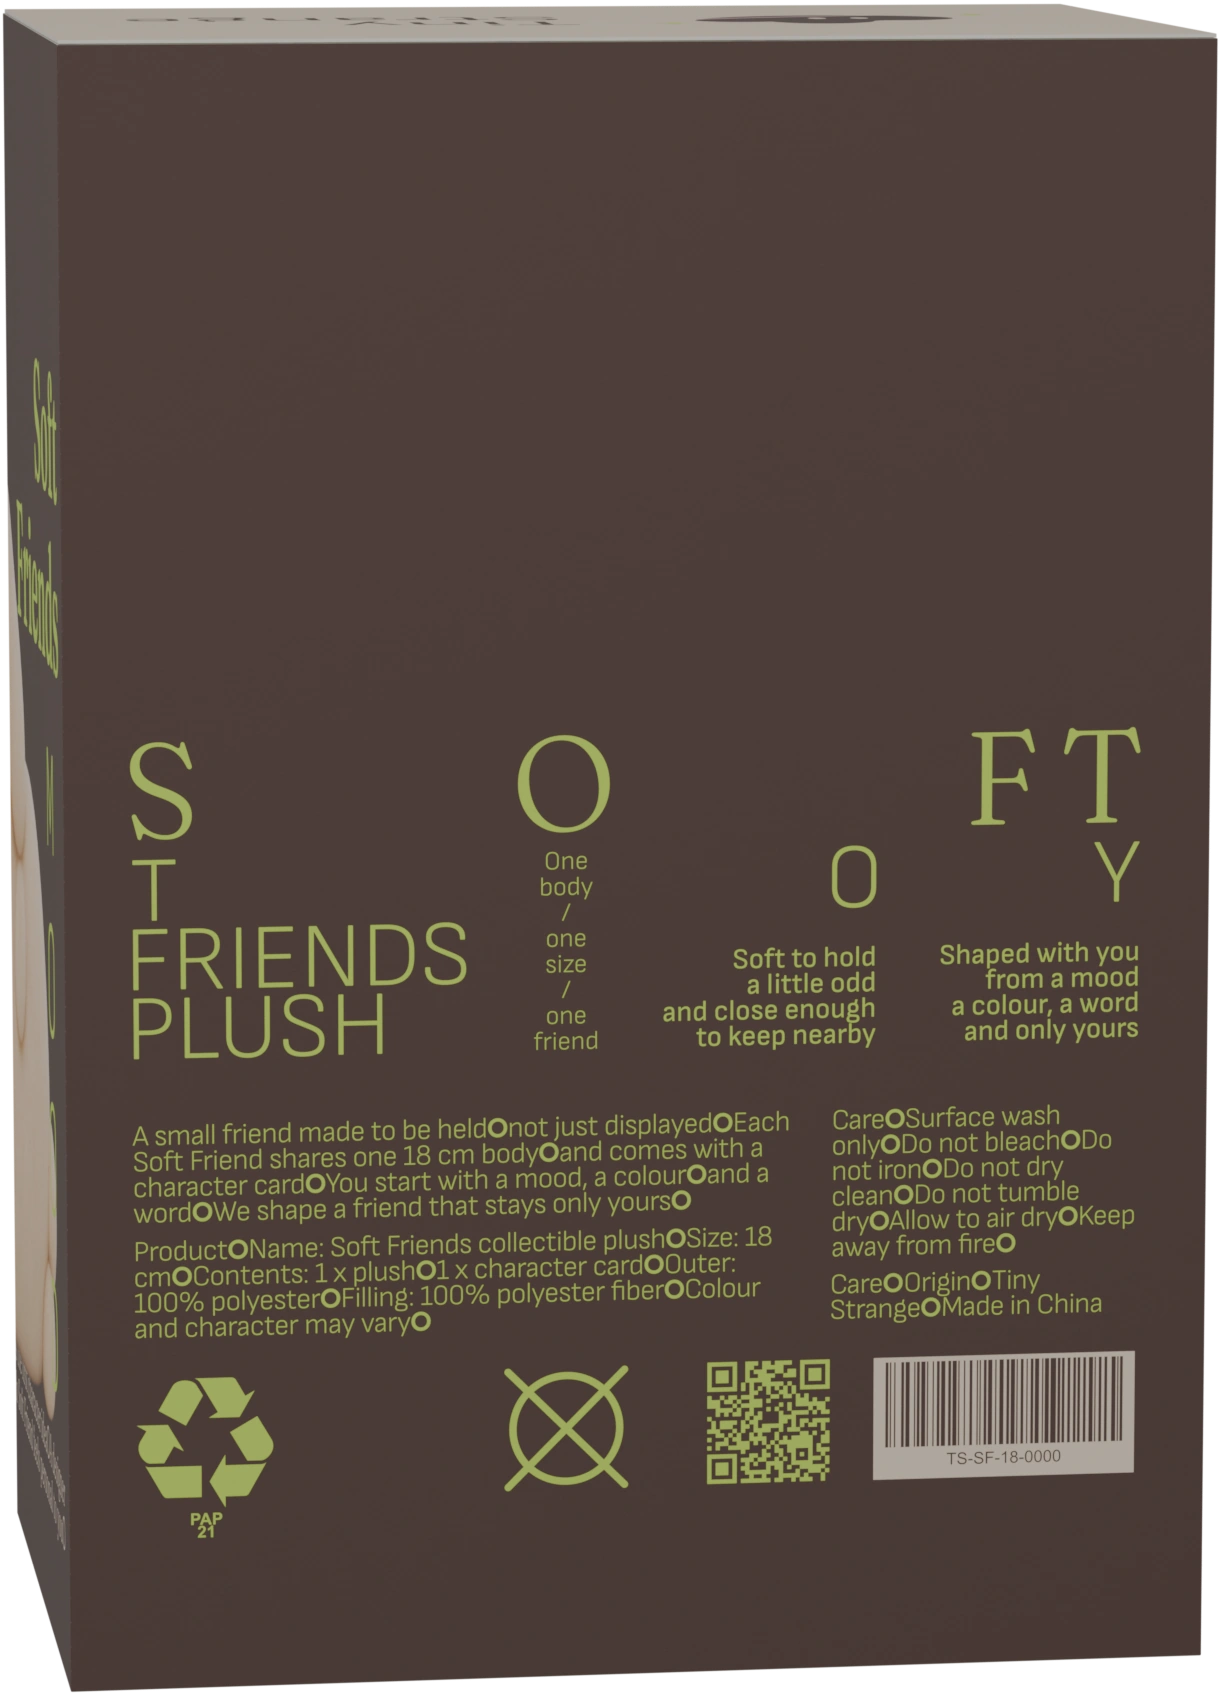 Tiny
Strange
Soft
Friends
S O F T
T O Y
FRIENDS
PLUSH
One
body
/
one
size
/
one
friend
Soft to hold
a little odd
and close enough
to keep nearby
Shaped with you
from a mood
a colour, a word
and only yours
A small friend made to be heldOnot just displayedOEach
Soft Friend shares one 18 cm bodyOand comes with a
character cardOYou start with a mood, a colourOand a
wordOWe shape a friend that stays only yoursO
ProductOName: Soft Friends collectible plushOSize: 18
cmOContents: 1 x plushO1 x character cardOOuter:
100% polyesterOFilling: 100% polyester fiberOColour
and character may varyO
CareOSurface wash
onlyODo not bleachODo
not ironODo not dry
cleanODo not tumble
dryOAllow to air dryOKeep
away from fireO
CareOOriginOTiny
StrangeOMade in China
PAP
21
TS-SF-18-0000